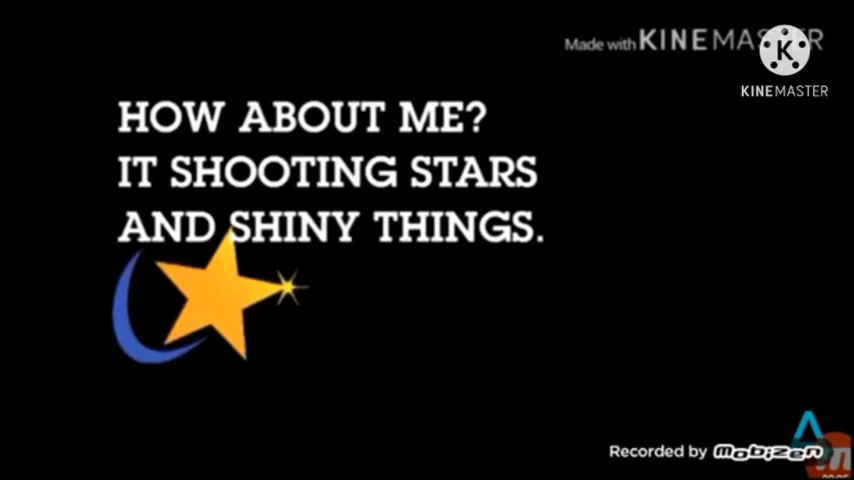 Made with KINEMASTER
K
KINEMASTER
HOW ABOUT ME?
IT SHOOTING STARS
AND SHINY THINGS.
Recorded by mobizen